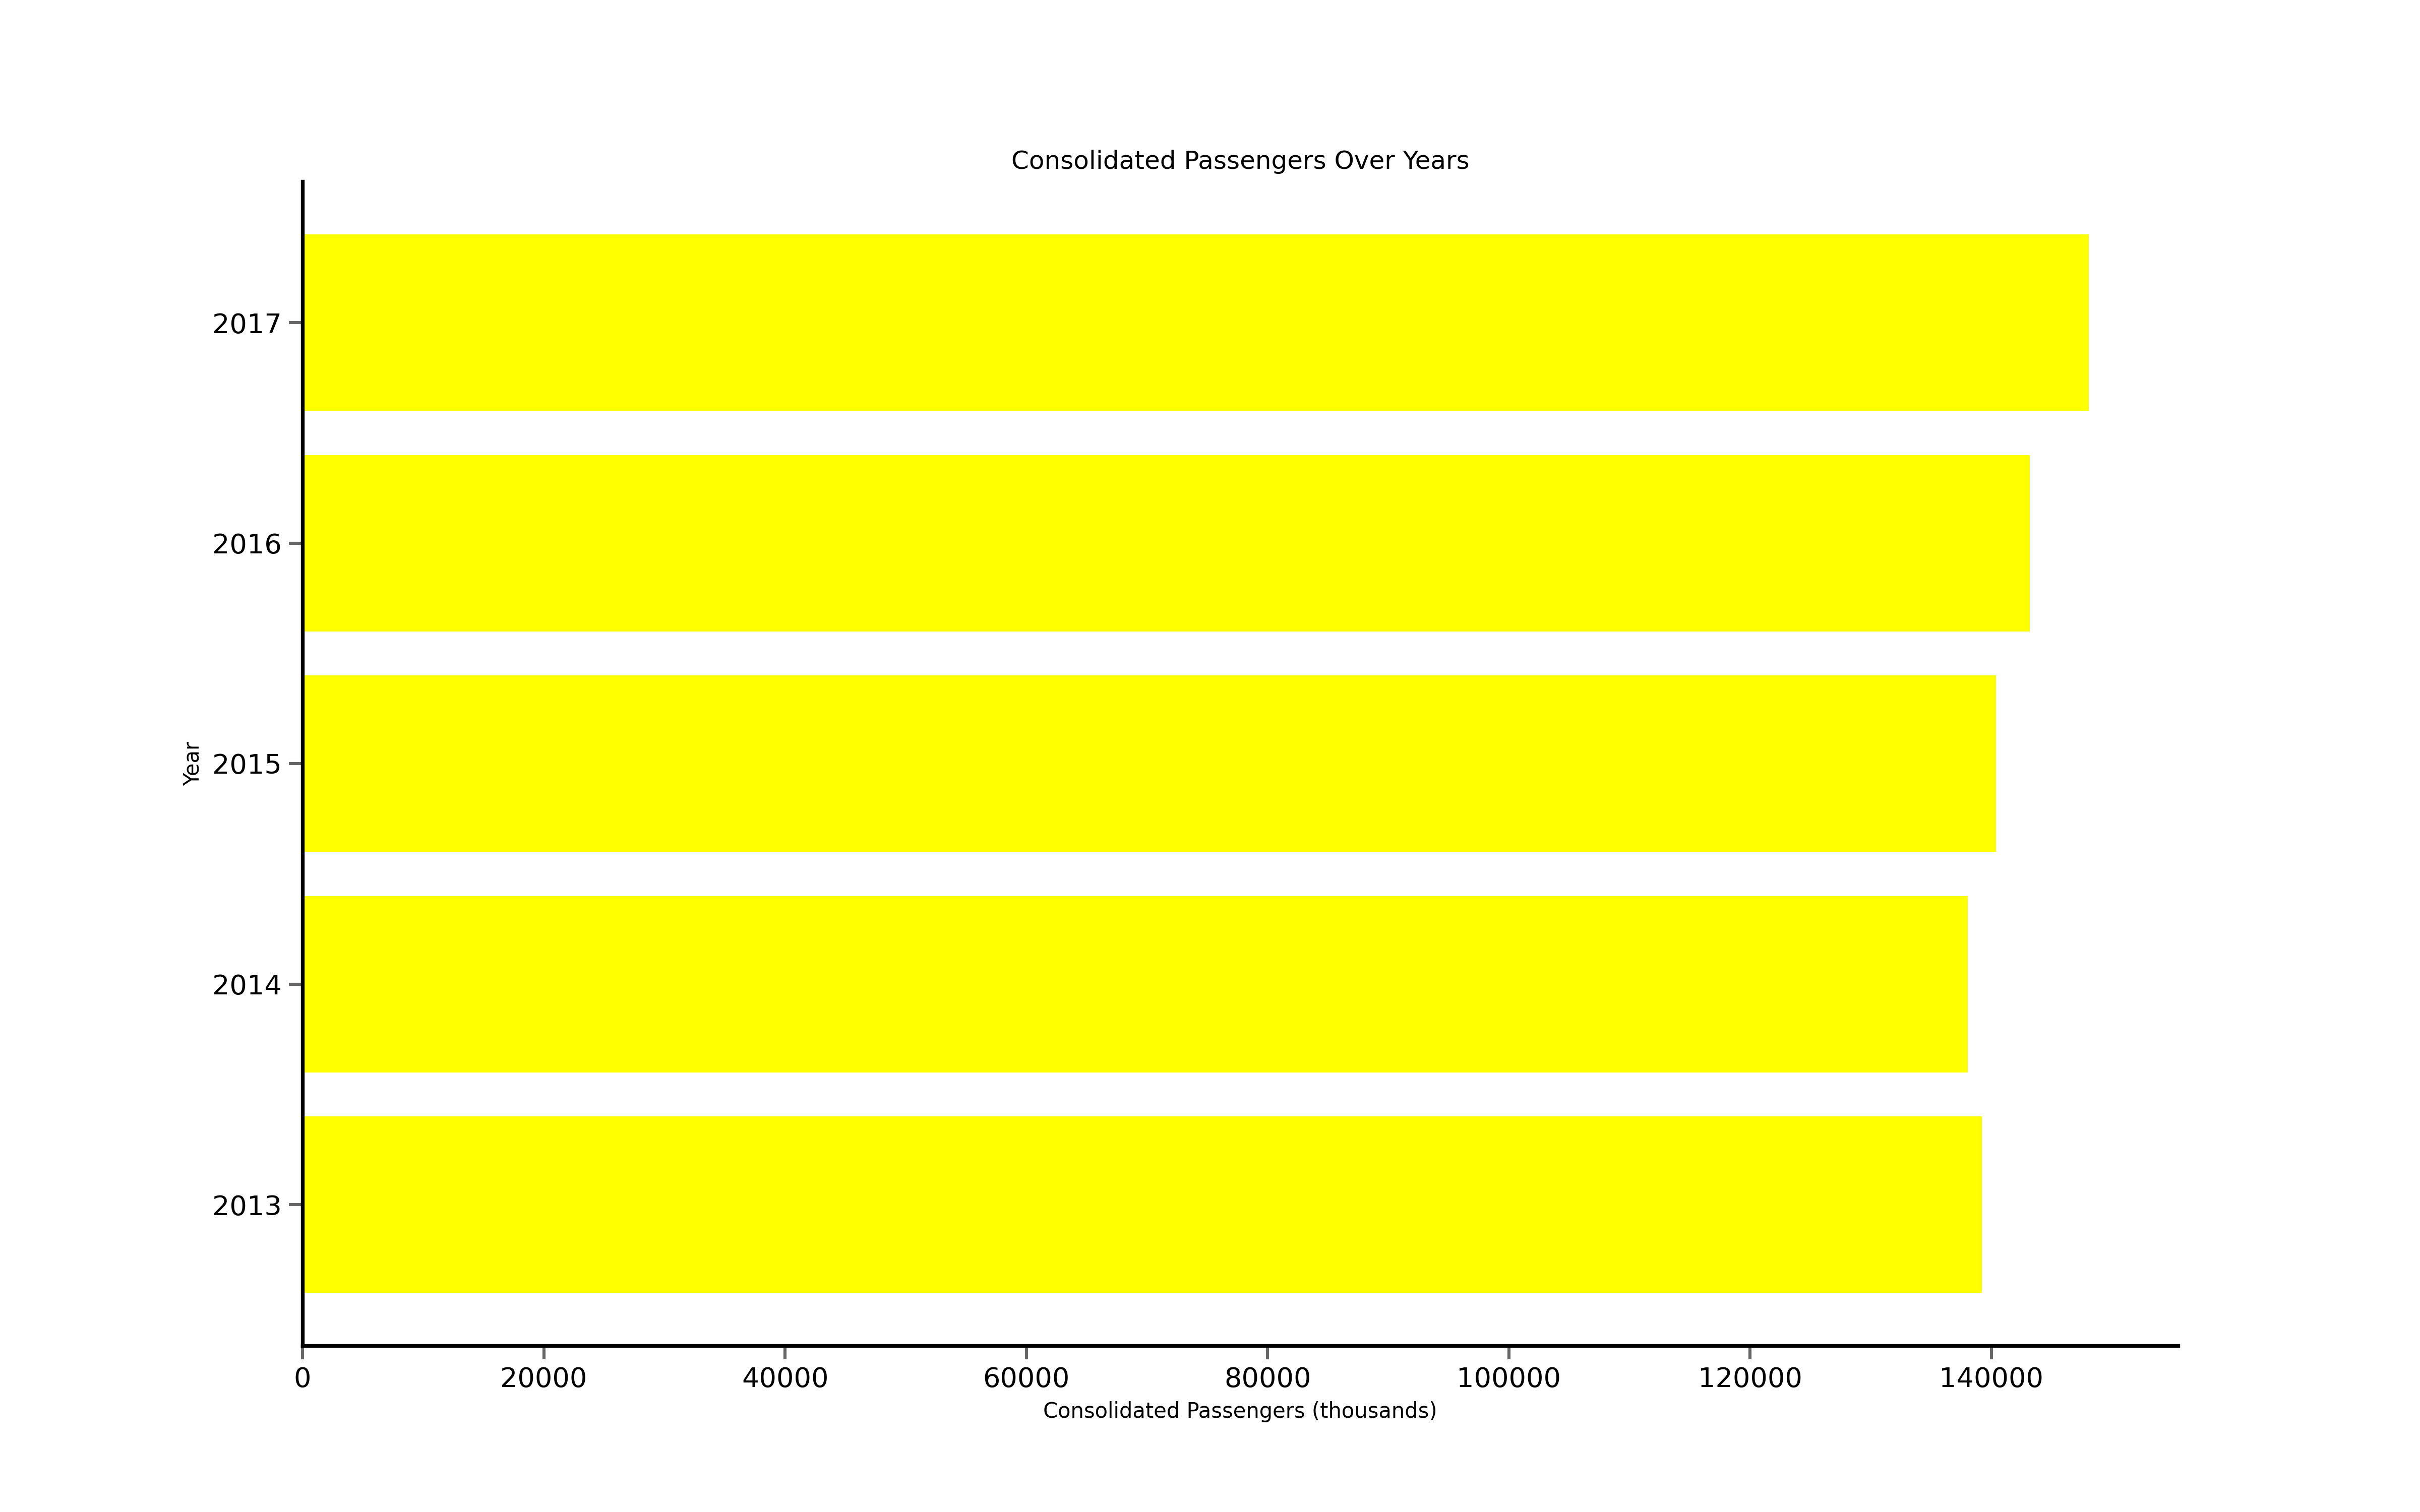 Consolidated Passengers Over Years
2017
2016
2015
2014
2013
Year
0 20000 40000 60000 80000 100000 120000 140000
Consolidated Passengers (thousands)